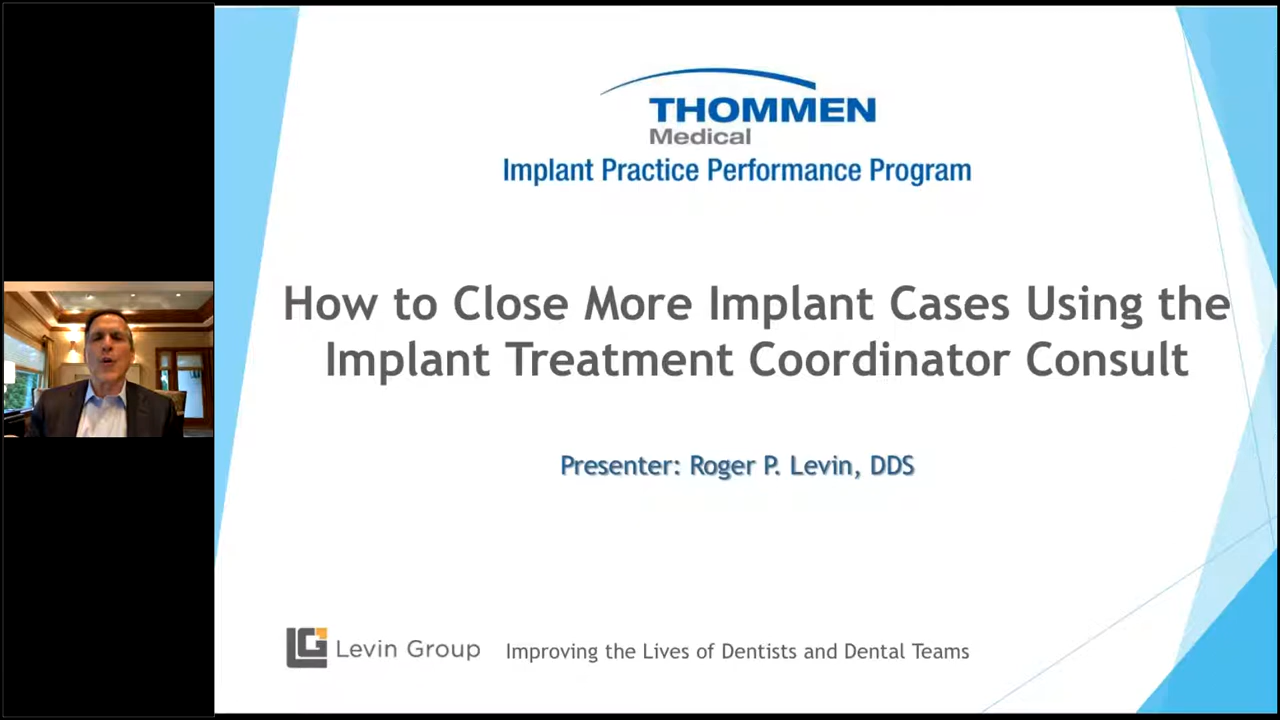 THOMMEN
Medical
Implant Practice Performance Program
How to Close More Implant Cases Using the
Implant Treatment Coordinator Consult
Presenter: Roger P. Levin, DDS
LG Levin Group Improving the Lives of Dentists and Dental Teams